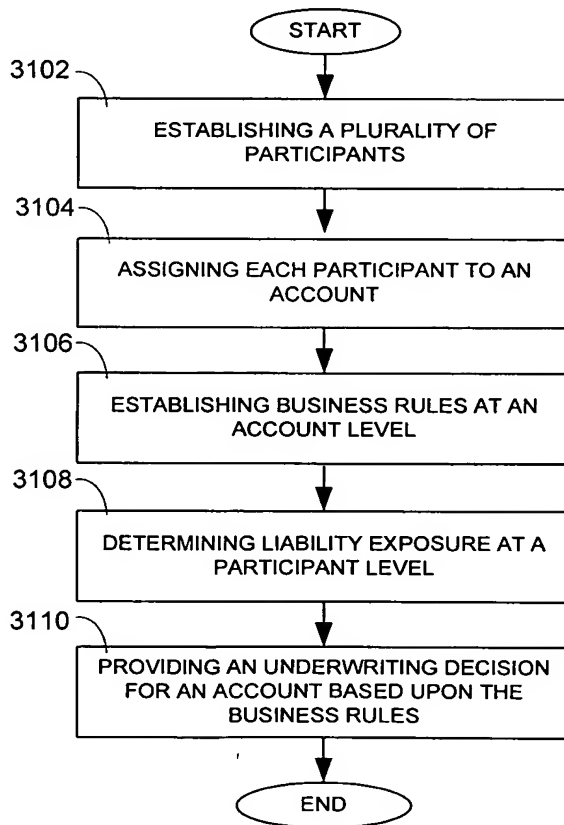 START
3102
ESTABLISHING A PLURALITY OF
PARTICIPANTS
3104
ASSIGNING EACH PARTICIPANT TO AN
ACCOUNT
3106
ESTABLISHING BUSINESS RULES AT AN
ACCOUNT LEVEL
3108
DETERMINING LIABILITY EXPOSURE AT A
PARTICIPANT LEVEL
3110
PROVIDING AN UNDERWRITING DECISION
FOR AN ACCOUNT BASED UPON THE
BUSINESS RULES
END